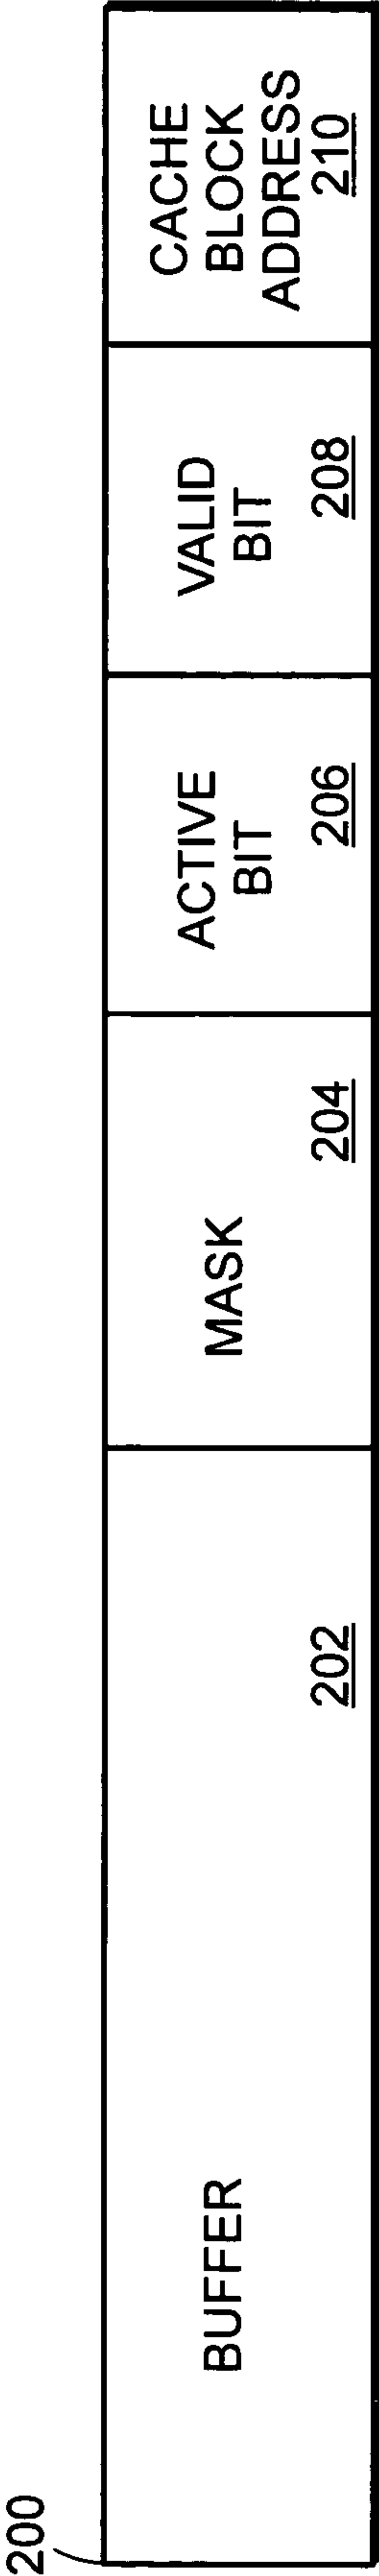 200
BUFFER
202
MASK
204
ACTIVE
BIT
206
VALID
BIT
208
CACHE
BLOCK
ADDRESS
210